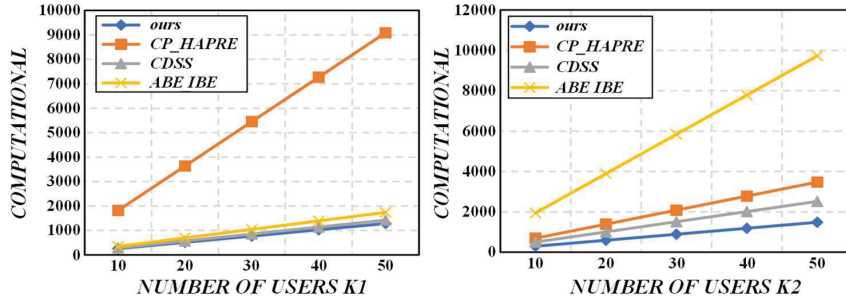 COMPUTATIONAL
10000
9000
8000
7000
6000
5000
4000
3000
2000
1000
0
ours
CP_HAPRE
CDSS
ABE IBE
10 20 30 40 50
NUMBER OF USERS K1
COMPUTATIONAL
12000
10000
8000
6000
4000
2000
0
ours
CP_HAPRE
CDSS
ABE IBE
10 20 30 40 50
NUMBER OF USERS K2